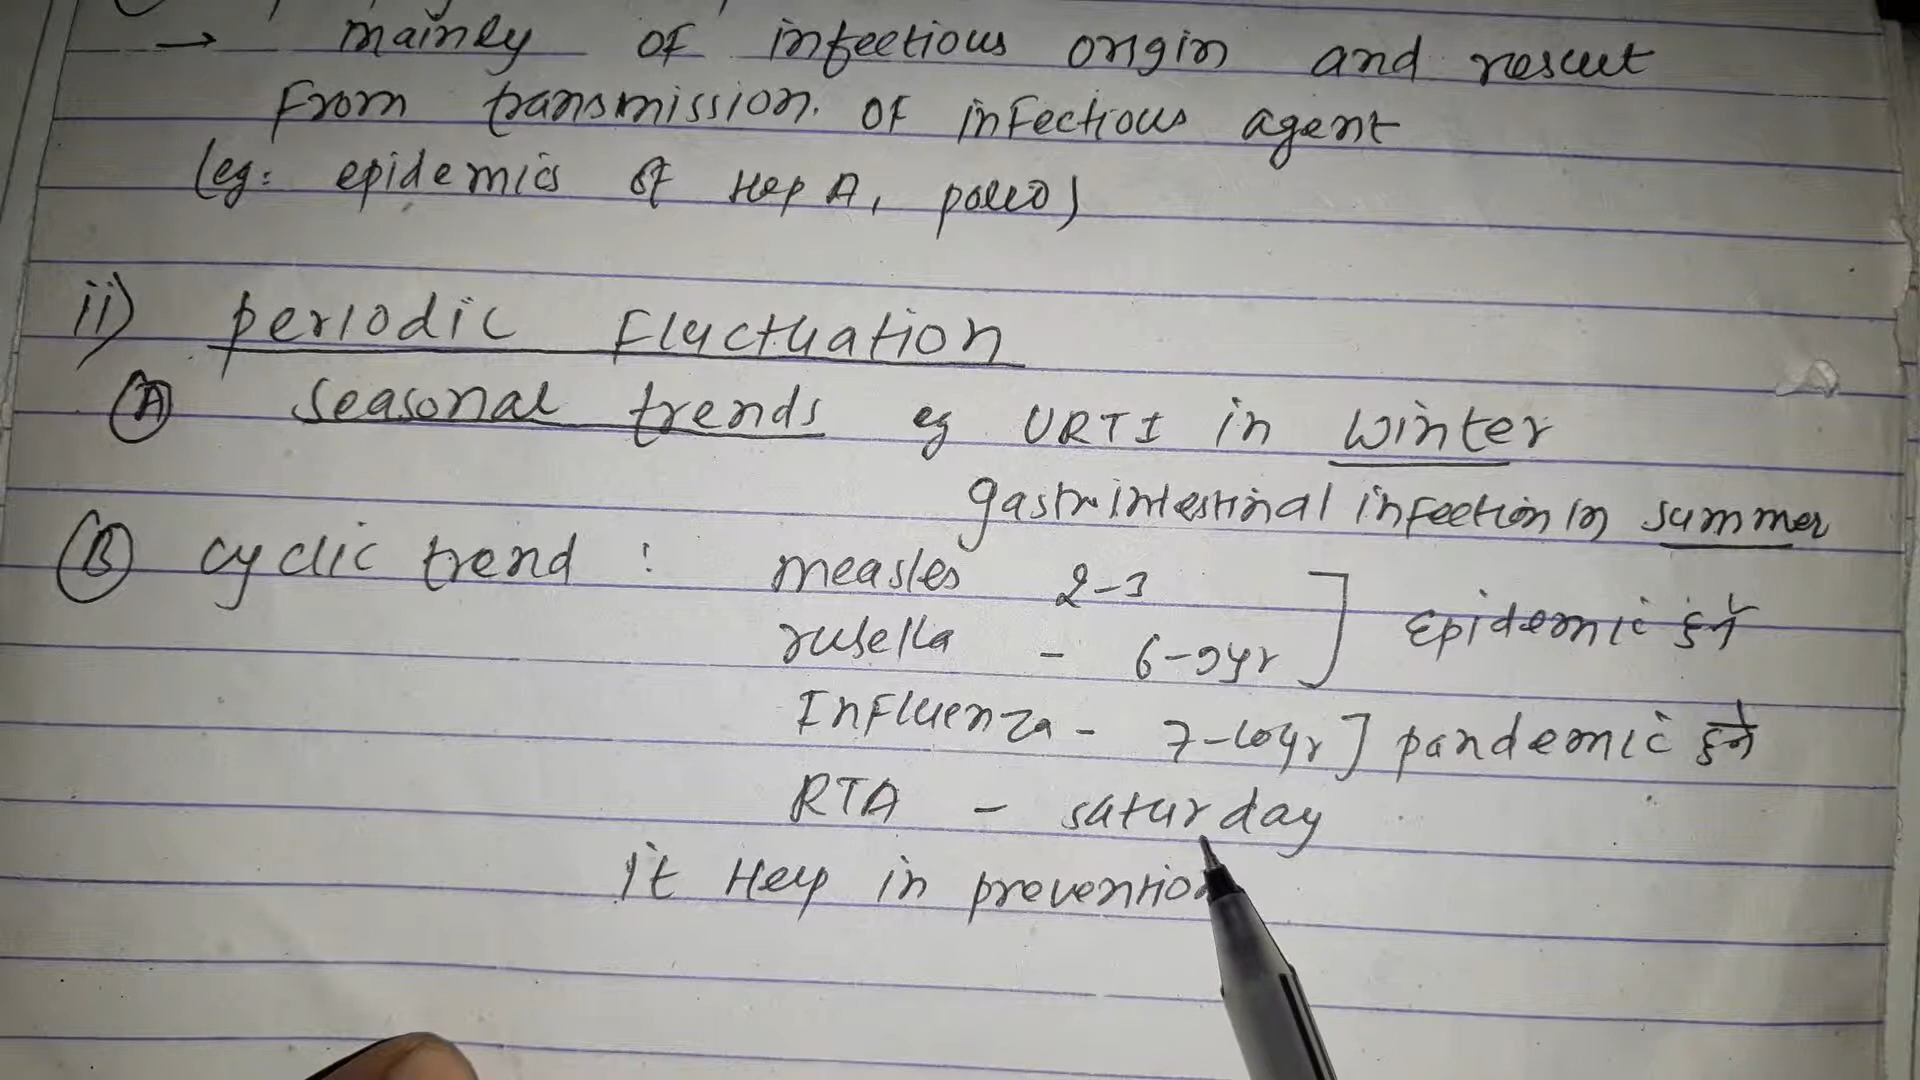 → mainly of infectious origin and result
from transmission. of infectious agent
(eg: epidemics of Hep A, polio)
ii) periodic Fluctuation
(A) seasonal trends eg URTI in winter
gastrointestinal infection in summer
(B) cyclic trend : measles 2-3
rubella - 6-9yr ] Epidemic हुने
Influenza - 7-10yr ] pandemic हुने
RTA - saturday
it Help in prevention